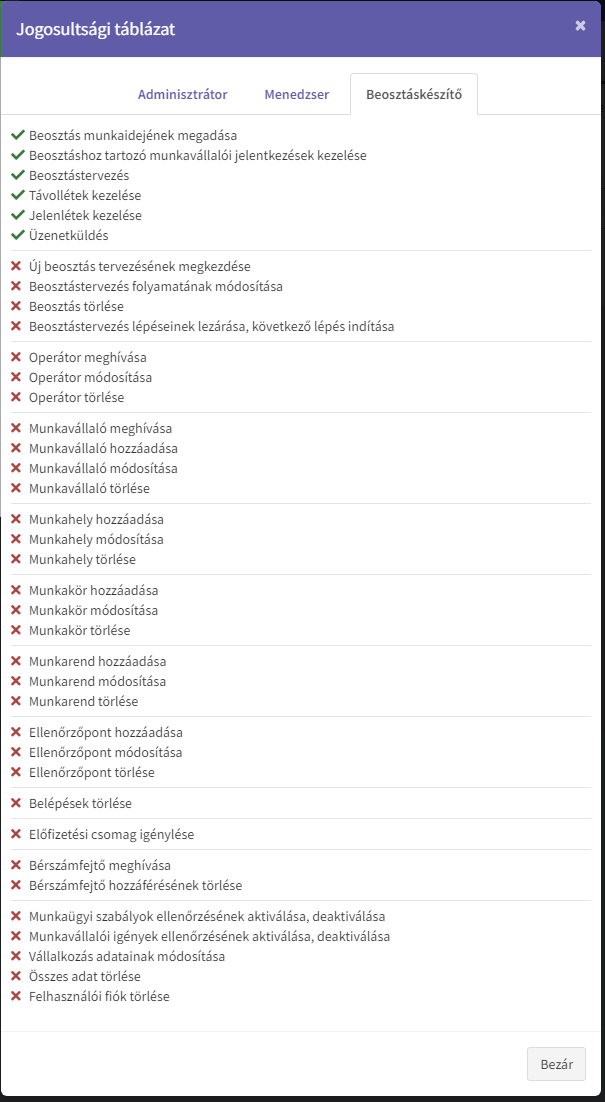 Jogosultsági táblázat
×
Adminisztrátor Menedzser Beosztáskészítő
Beosztás munkaidejének megadása
Beosztáshoz tartozó munkavállalói jelentkezések kezelése
Beosztástervezés
Távollétek kezelése
Jelenlétek kezelése
Üzenetküldés
Új beosztás tervezésének megkezdése
Beosztástervezés folyamatának módosítása
Beosztás törlése
Beosztástervezés lépéseinek lezárása, következő lépés indítása
Operátor meghívása
Operátor módosítása
Operátor törlése
Munkavállaló meghívása
Munkavállaló hozzáadása
Munkavállaló módosítása
Munkavállaló törlése
Munkahely hozzáadása
Munkahely módosítása
Munkahely törlése
Munkakör hozzáadása
Munkakör módosítása
Munkakör törlése
Munkarend hozzáadása
Munkarend módosítása
Munkarend törlése
Ellenőrzőpont hozzáadása
Ellenőrzőpont módosítása
Ellenőrzőpont törlése
Belépések törlése
Előfizetési csomag igénylése
Bérszámfejtő meghívása
Bérszámfejtő hozzáférésének törlése
Munkaügyi szabályok ellenőrzésének aktiválása, deaktiválása
Munkavállalói igények ellenőrzésének aktiválása, deaktiválása
Vállalkozás adatainak módosítása
Összes adat törlése
Felhasználói fiók törlése
Bezár